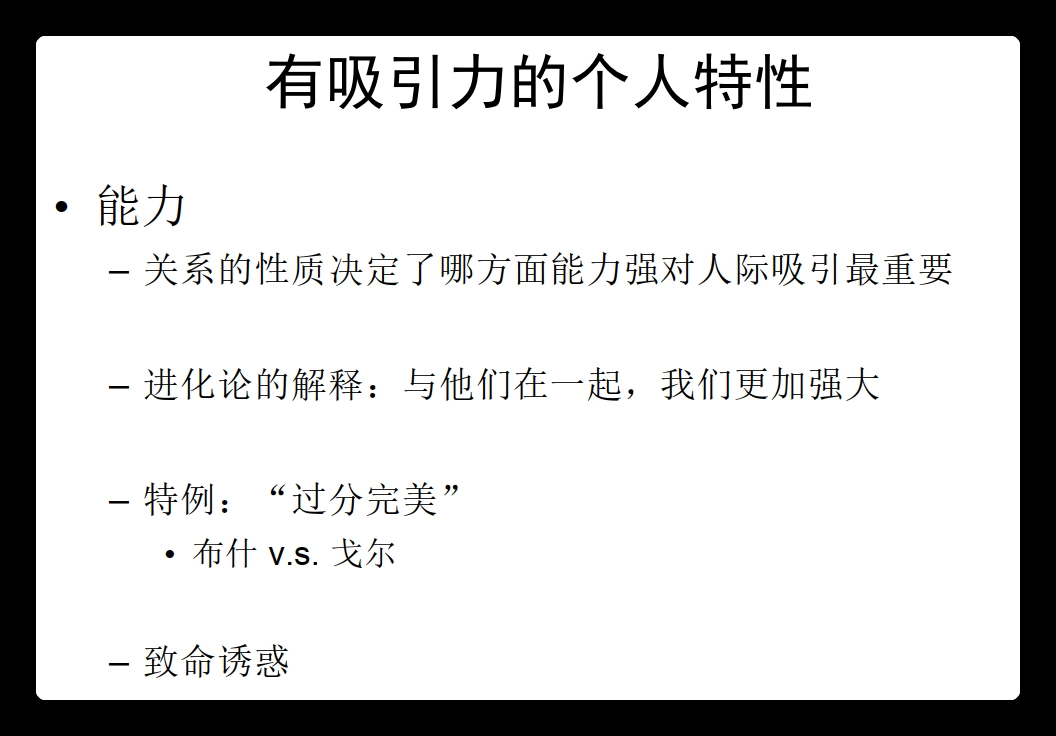 有吸引力的个人特性
• 能力
– 关系的性质决定了哪方面能力强对人际吸引最重要
– 进化论的解释：与他们在一起，我们更加强大
– 特例：“过分完美”
• 布什 v.s. 戈尔
– 致命诱惑